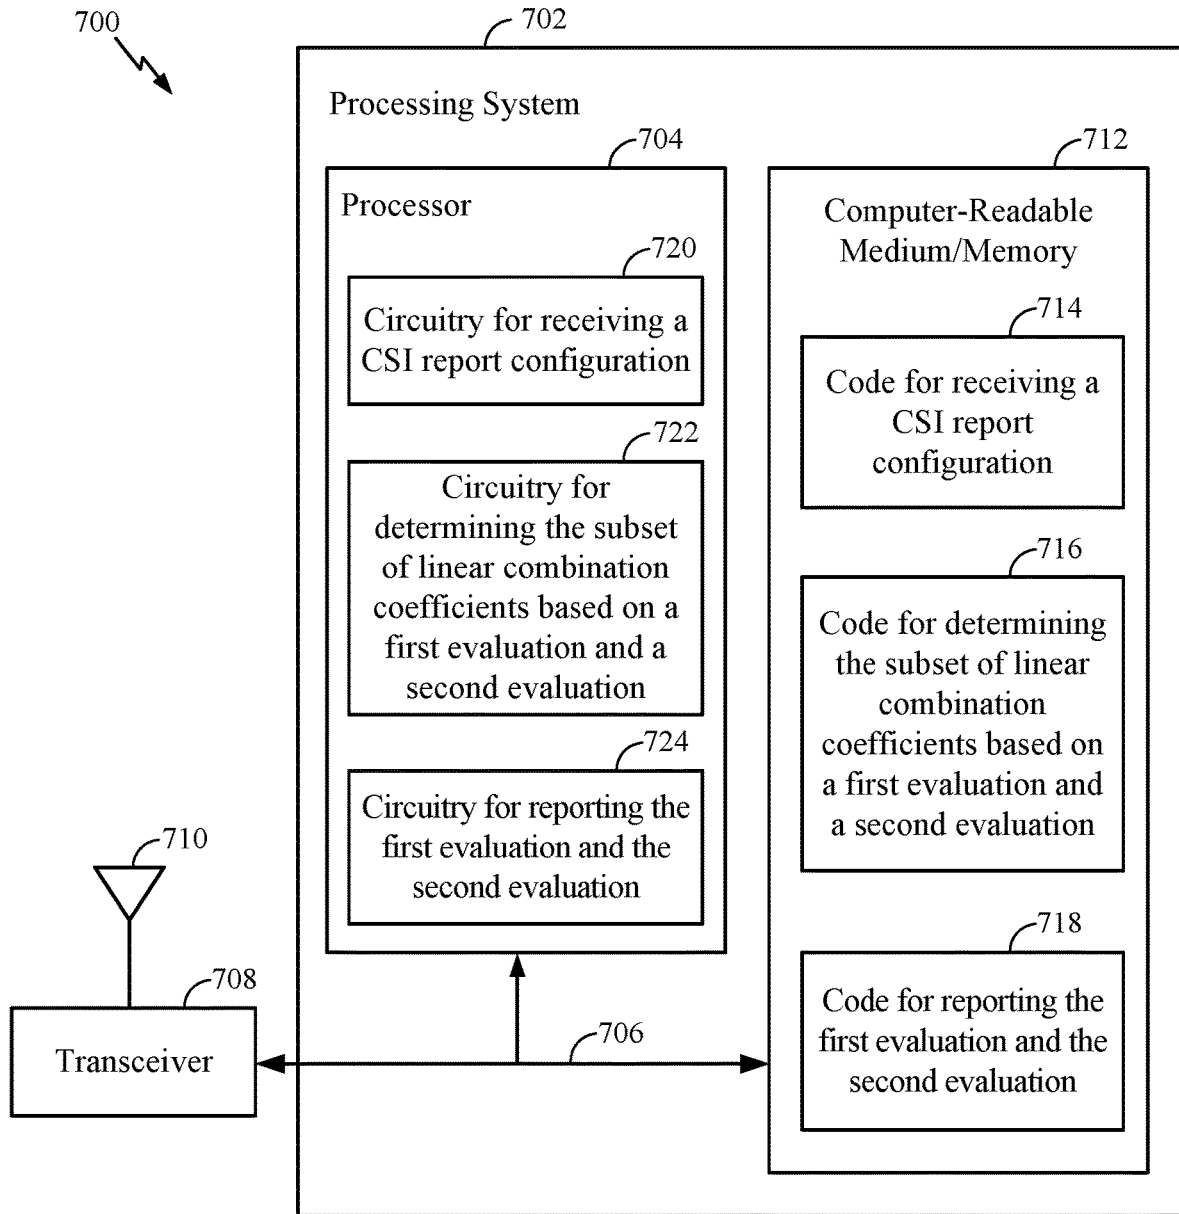 700
702
Processing System
704
Processor
720
Circuitry for receiving a
CSI report configuration
722
Circuitry for
determining the subset
of linear combination
coefficients based on a
first evaluation and a
second evaluation
724
Circuitry for reporting the
first evaluation and the
second evaluation
712
Computer-Readable
Medium/Memory
714
Code for receiving a
CSI report
configuration
716
Code for determining
the subset of linear
combination
coefficients based on
a first evaluation and
a second evaluation
718
Code for reporting the
first evaluation and the
second evaluation
710
708
Transceiver
706